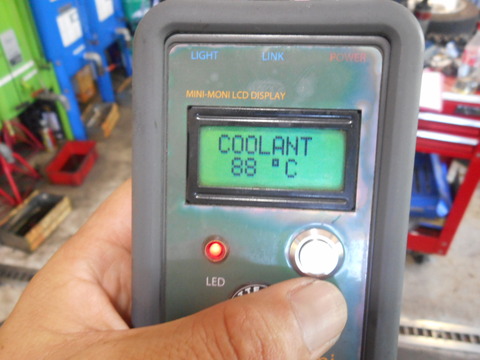 LIGHT LINK POWER
MINI-MONI LCD DISPLAY
COOLANT
88 °C
LED